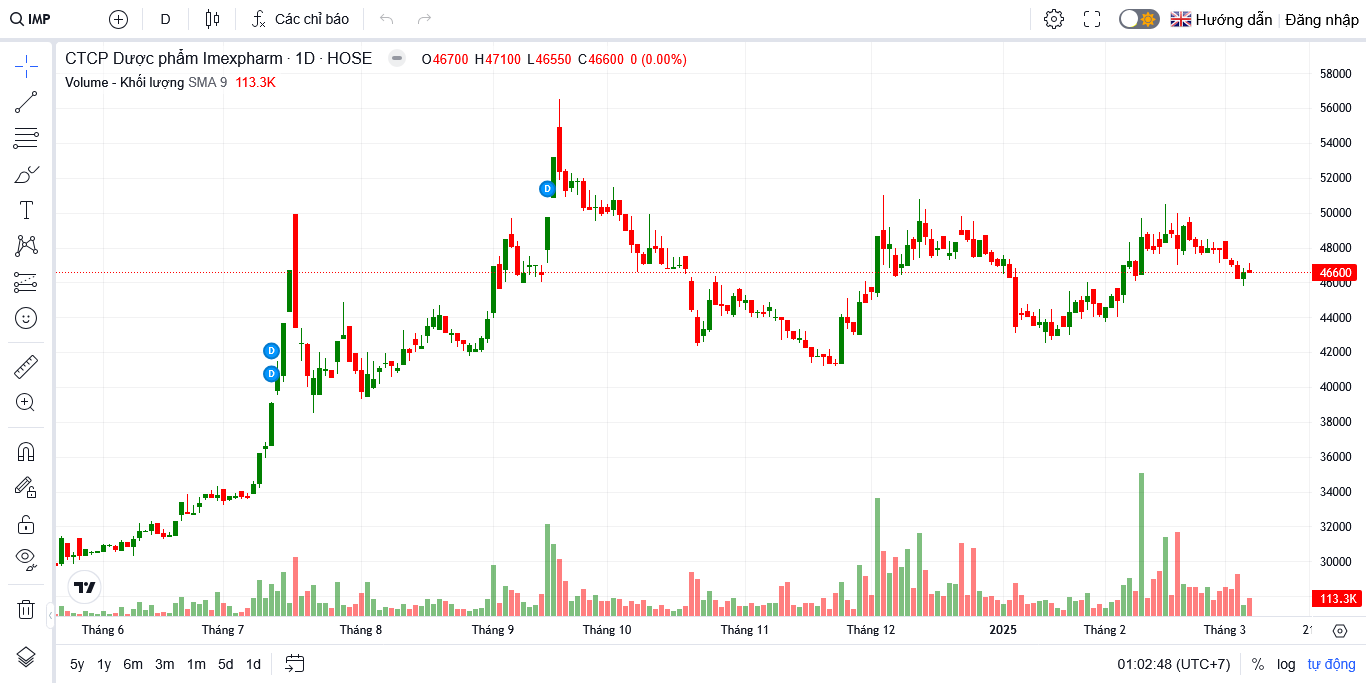 IMP D Các chỉ báo Hướng dẫn Đăng nhập
CTCP Dược phẩm Imexpharm · 1D · HOSE O46700 H47100 L46550 C46600 0 (0.00%)
Volume - Khối lượng SMA 9 113.3K
58000
56000
54000
52000
D
50000
48000
46600
46000
44000
D
42000
D
40000
38000
36000
34000
32000
30000
113.3K
Tháng 6 Tháng 7 Tháng 8 Tháng 9 Tháng 10 Tháng 11 Tháng 12 2025 Tháng 2 Tháng 3
5y 1y 6m 3m 1m 5d 1d 01:02:48 (UTC+7) % log tự động